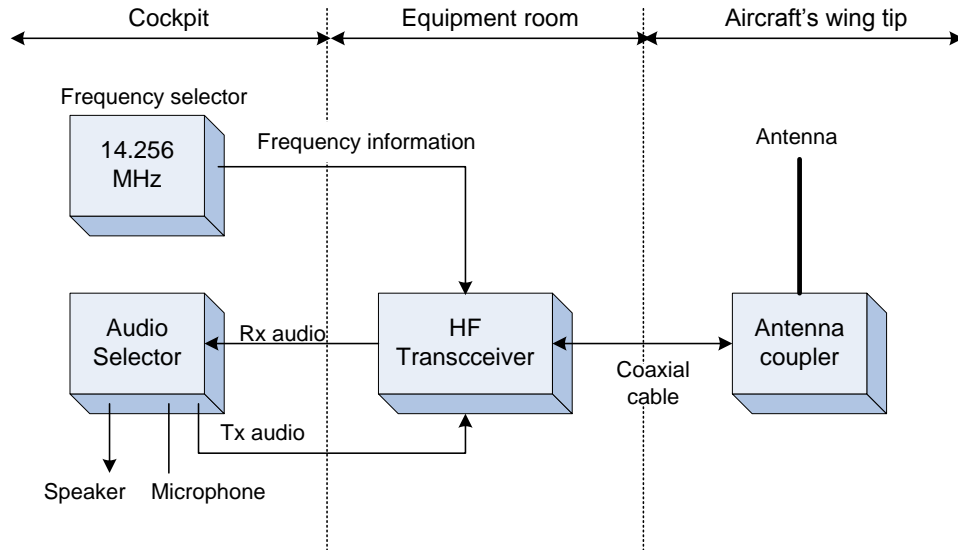 Cockpit
Equipment room
Aircraft's wing tip
Frequency selector
14.256
MHz
Frequency information
Antenna
Audio
Selector
Rx audio
HF
Transcceiver
Coaxial
cable
Antenna
coupler
Tx audio
Speaker
Microphone